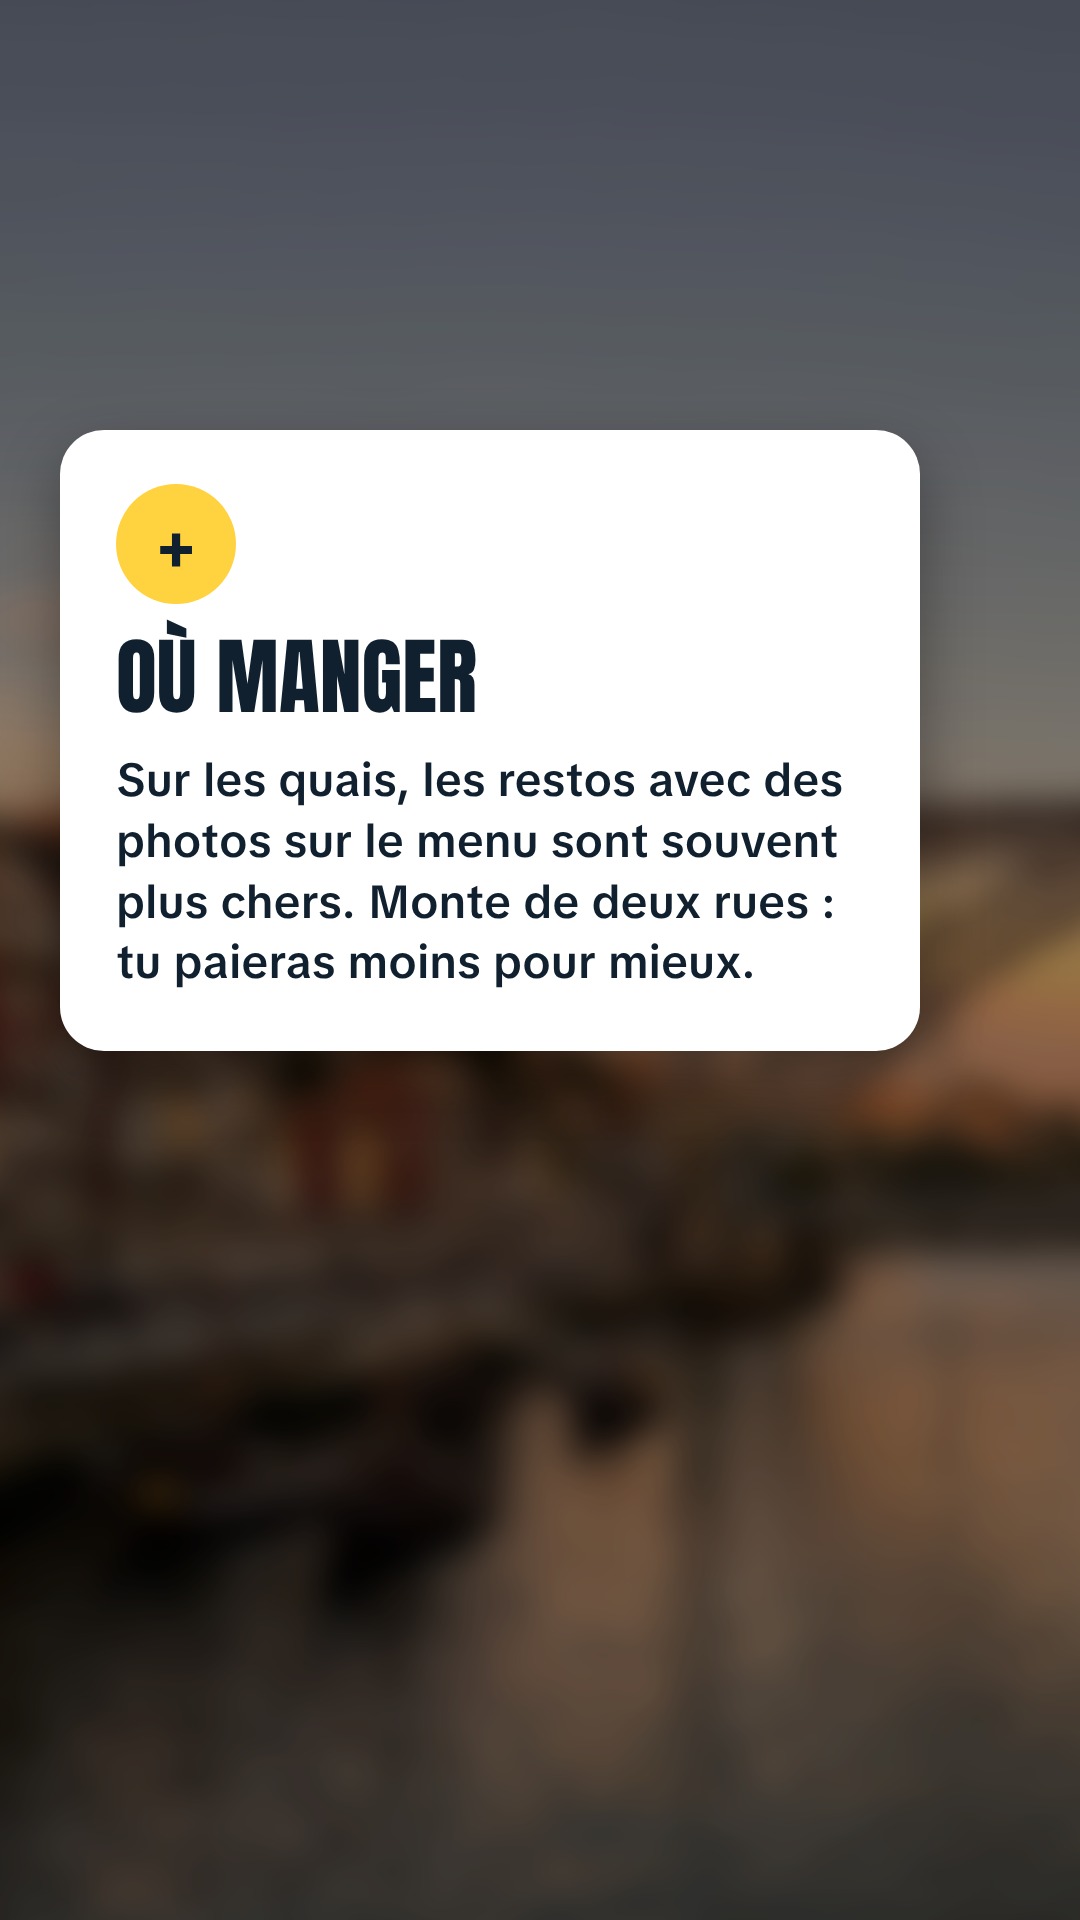 +
OÙ MANGER
Sur les quais, les restos avec des
photos sur le menu sont souvent
plus chers. Monte de deux rues :
tu paieras moins pour mieux.